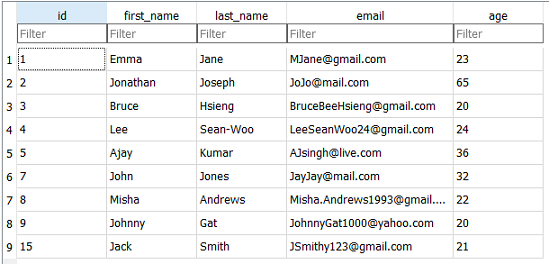 id first_name last_name email age
Filter Filter Filter Filter Filter
1 1 Emma Jane MJane@gmail.com 23
2 2 Jonathan Joseph JoJo@mail.com 65
3 3 Bruce Hsieng BruceBeeHsieng@gmail.com 20
4 4 Lee Sean-Woo LeeSeanWoo24@gmail.com 24
5 5 Ajay Kumar AJsingh@live.com 36
6 7 John Jones JayJay@mail.com 32
7 8 Misha Andrews Misha.Andrews1993@gmail.... 22
8 9 Johnny Gat JohnnyGat1000@yahoo.com 20
9 15 Jack Smith JSmithy123@gmail.com 21